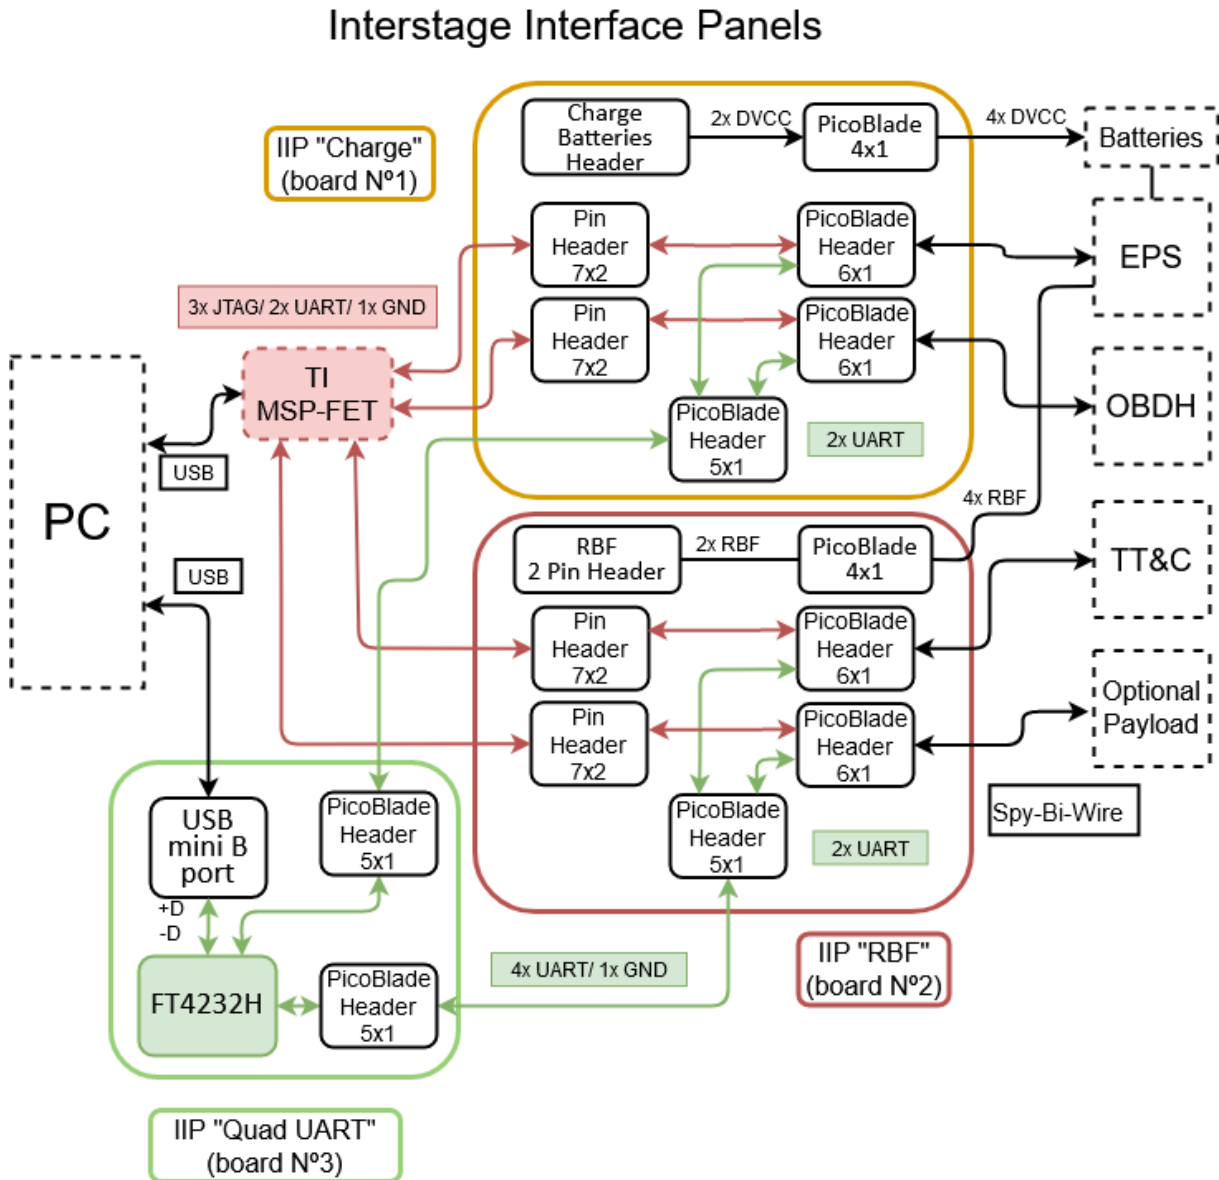 Interstage Interface Panels
IIP "Charge"
(board Nº1)
Charge
Batteries
Header
2x DVCC
PicoBlade
4x1
4x DVCC
Batteries
Pin
Header
7x2
PicoBlade
Header
6x1
EPS
3x JTAG/ 2x UART/ 1x GND
Pin
Header
7x2
PicoBlade
Header
6x1
TI
MSP-FET
OBDH
PicoBlade
Header
5x1
2x UART
USB
PC
4x RBF
RBF
2 Pin Header
2x RBF
PicoBlade
4x1
TT&C
USB
Pin
Header
7x2
PicoBlade
Header
6x1
Optional
Payload
Pin
Header
7x2
PicoBlade
Header
6x1
Spy-Bi-Wire
USB
mini B
port
PicoBlade
Header
5x1
PicoBlade
Header
5x1
2x UART
+D
-D
FT4232H
PicoBlade
Header
5x1
4x UART/ 1x GND
IIP "RBF"
(board Nº2)
IIP "Quad UART"
(board Nº3)